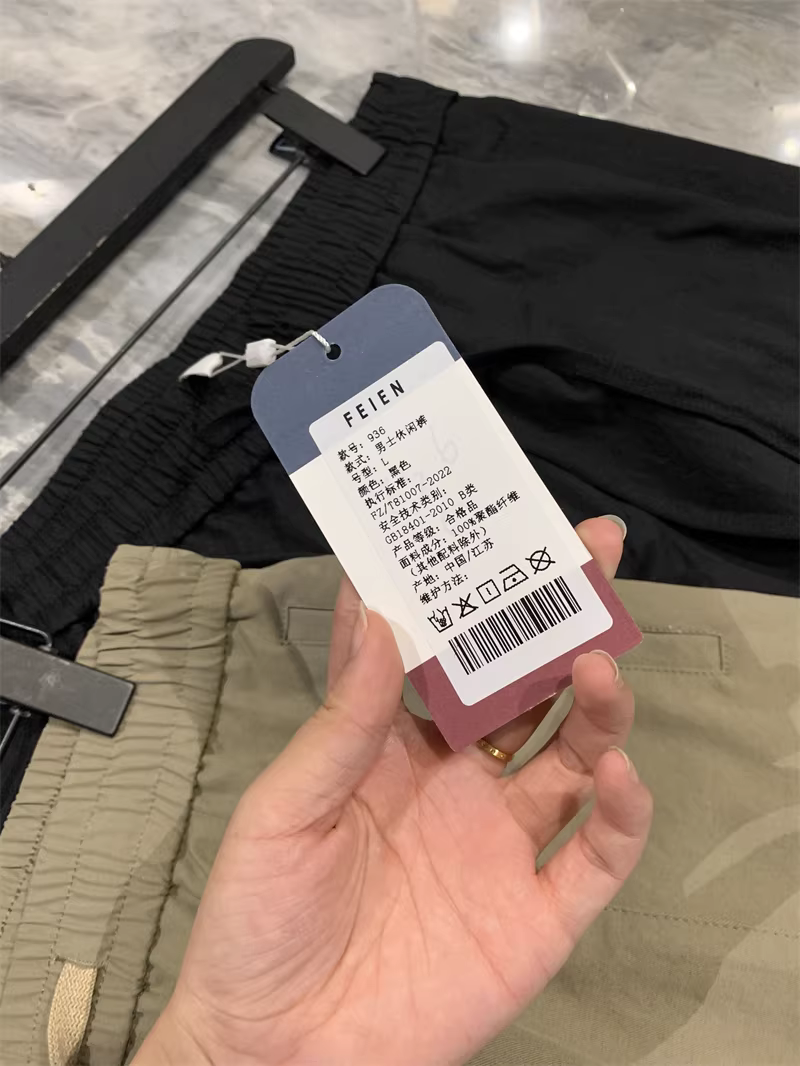 FEIEN
款号: 936
款式: 男士休闲裤
号型: L
颜色: 黑色
执行标准:
FZ/T81007-2022
安全技术类别:
GB18401-2010 B类
产品等级: 合格品
面料成分: 100%聚酯纤维
(其他配料除外)
产地: 中国/江苏
维护方法: